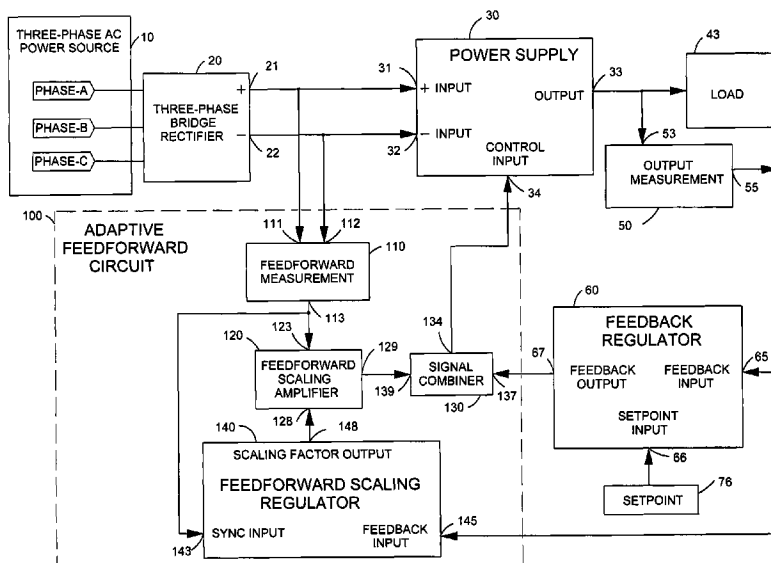 THREE-PHASE AC
POWER SOURCE
10
PHASE-A
PHASE-B
PHASE-C
20
THREE-PHASE
BRIDGE
RECTIFIER
+
−
21
22
30
POWER SUPPLY
31
+ INPUT
32
− INPUT
OUTPUT
33
CONTROL
INPUT
34
43
LOAD
53
OUTPUT
MEASUREMENT
55
50
100
ADAPTIVE
FEEDFORWARD
CIRCUIT
111
112
110
FEEDFORWARD
MEASUREMENT
113
120
123
129
FEEDFORWARD
SCALING
AMPLIFIER
128
134
139
SIGNAL
COMBINER
137
130
60
FEEDBACK
REGULATOR
67
65
FEEDBACK
OUTPUT
FEEDBACK
INPUT
SETPOINT
INPUT
66
76
SETPOINT
140
148
SCALING FACTOR OUTPUT
FEEDFORWARD SCALING
REGULATOR
SYNC INPUT
143
FEEDBACK
INPUT
145